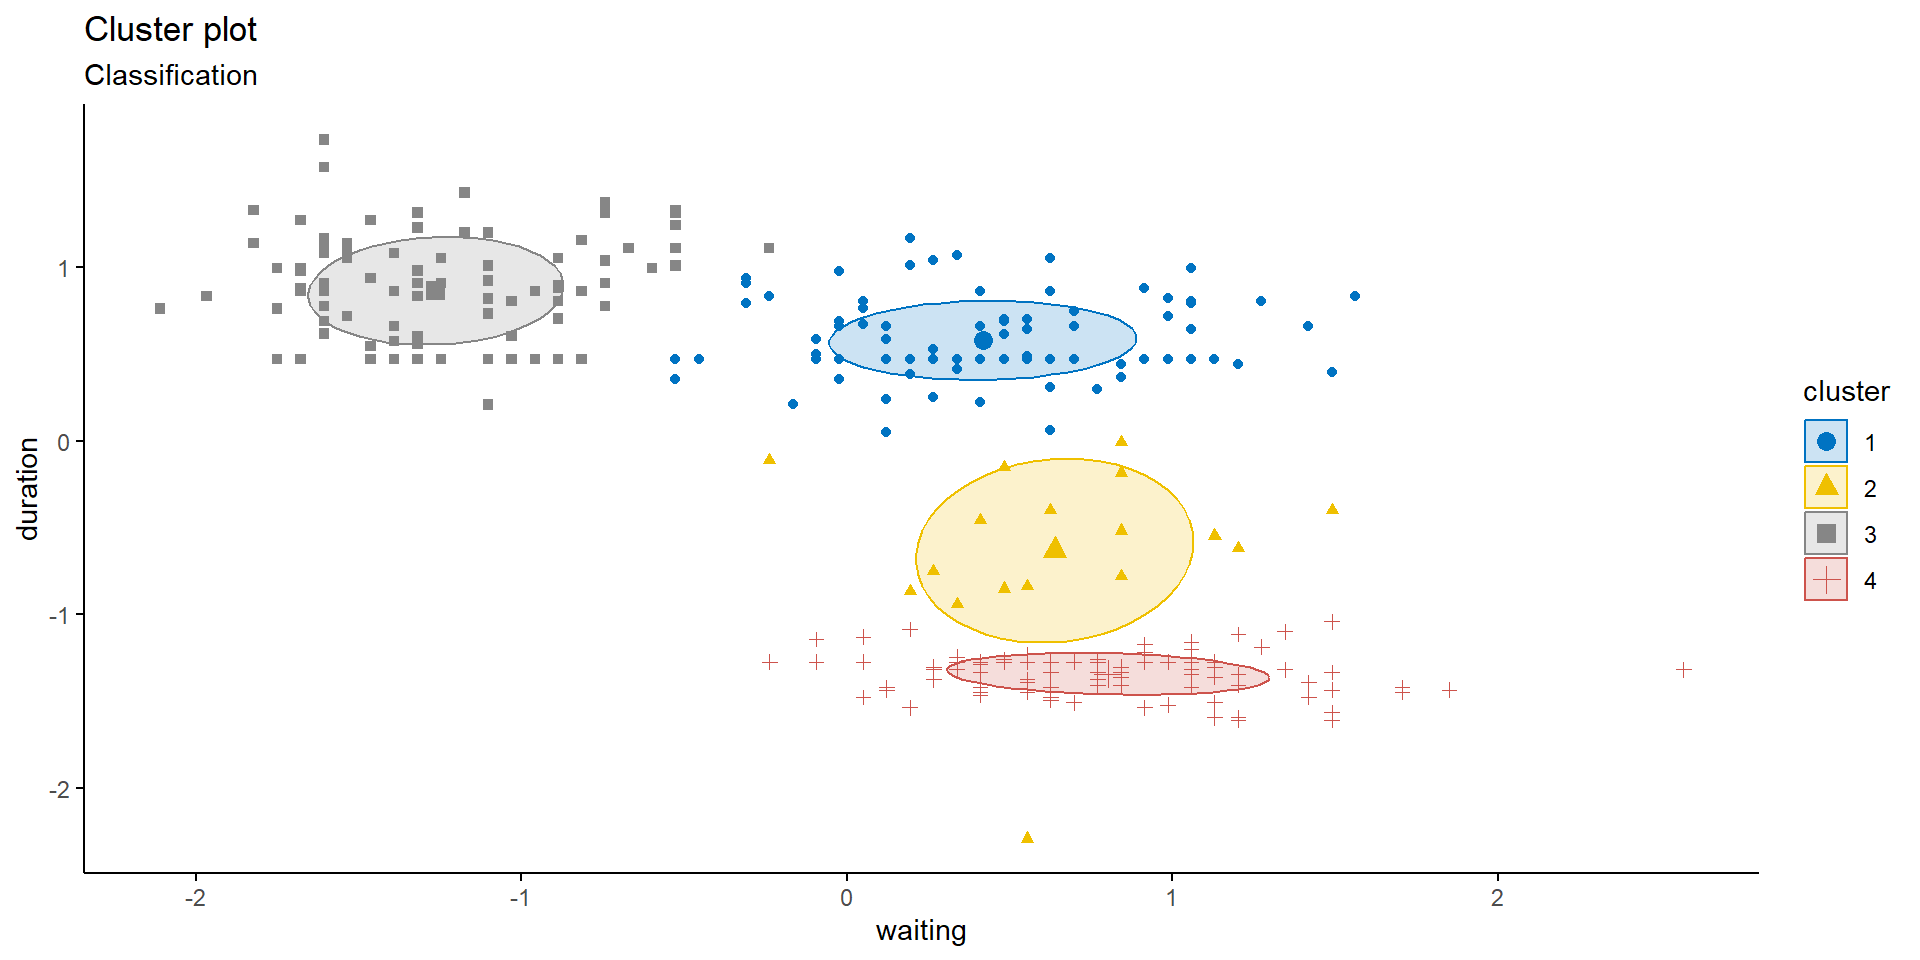 Cluster plot
Classification
duration
1
0
-1
-2
-2
-1
0
1
2
waiting
cluster
1
2
3
4